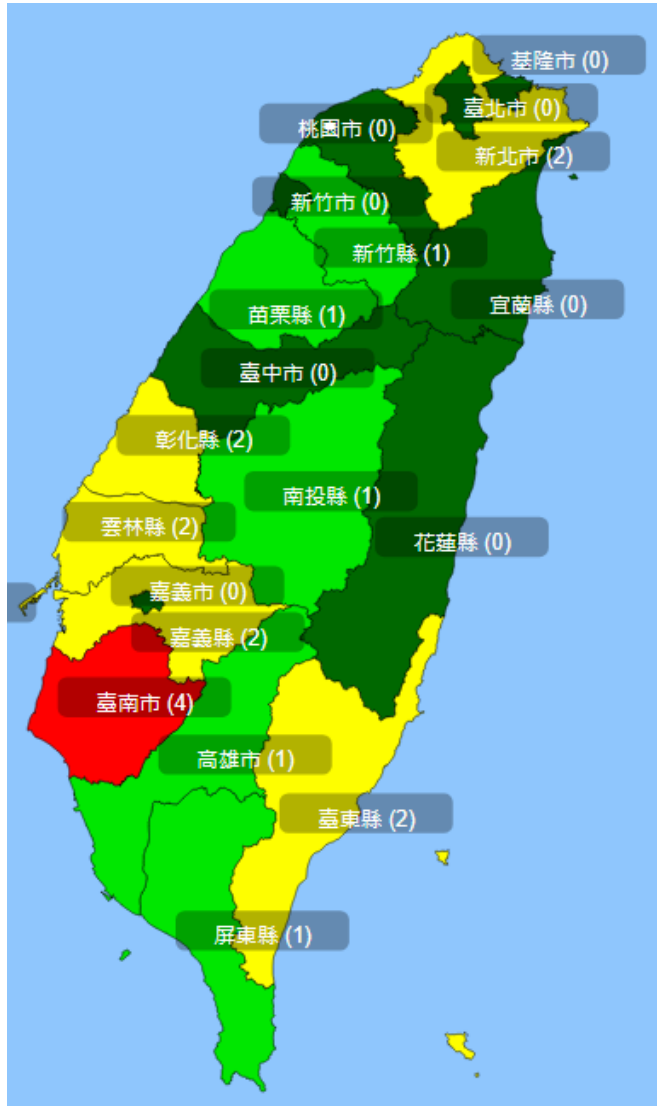 基隆市 (0)
臺北市 (0)
桃園市 (0)
新北市 (2)
新竹市 (0)
新竹縣 (1)
宜蘭縣 (0)
苗栗縣 (1)
臺中市 (0)
彰化縣 (2)
南投縣 (1)
雲林縣 (2)
花蓮縣 (0)
嘉義市 (0)
嘉義縣 (2)
臺南市 (4)
高雄市 (1)
臺東縣 (2)
屏東縣 (1)